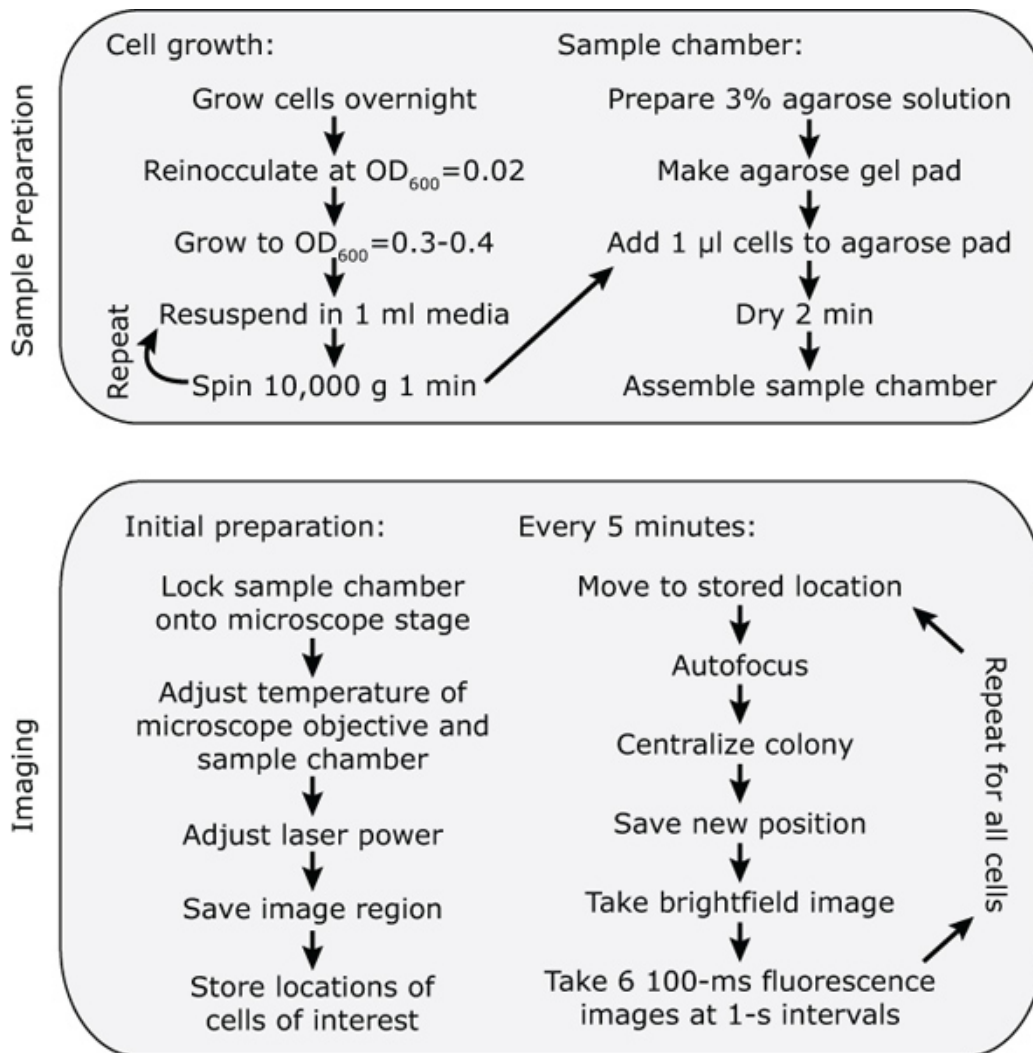 Sample Preparation
Cell growth:
Grow cells overnight
Reinocculate at OD600=0.02
Grow to OD600=0.3-0.4
Resuspend in 1 ml media
Repeat
Spin 10,000 g 1 min
Sample chamber:
Prepare 3% agarose solution
Make agarose gel pad
Add 1 µl cells to agarose pad
Dry 2 min
Assemble sample chamber
Imaging
Initial preparation:
Lock sample chamber
onto microscope stage
Adjust temperature of
microscope objective and
sample chamber
Adjust laser power
Save image region
Store locations of
cells of interest
Every 5 minutes:
Move to stored location
Autofocus
Centralize colony
Save new position
Take brightfield image
Take 6 100-ms fluorescence
images at 1-s intervals
Repeat for all cells